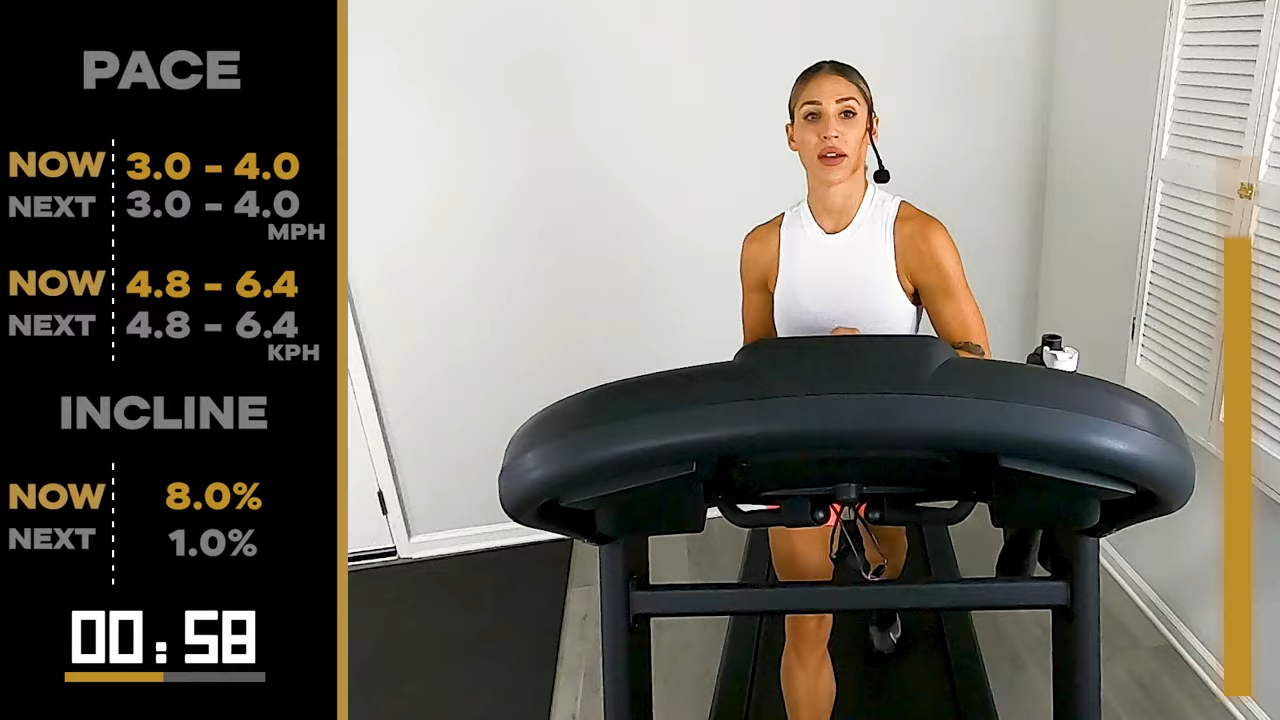 PACE
NOW 3.0 - 4.0
NEXT 3.0 - 4.0
MPH
NOW 4.8 - 6.4
NEXT 4.8 - 6.4
KPH
INCLINE
NOW 8.0%
NEXT 1.0%
00:58